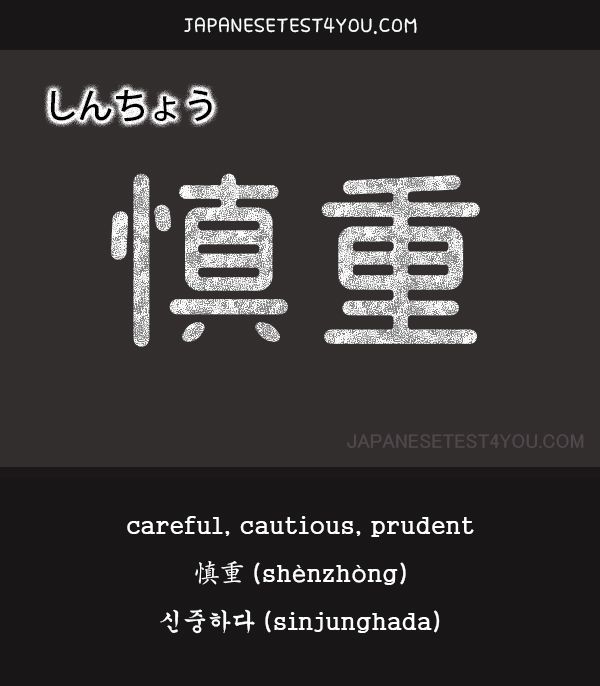 JAPANESETEST4YOU.COM
しんちょう
慎重
JAPANESETEST4YOU.COM
careful, cautious, prudent
慎重 (shènzhòng)
신중하다 (sinjunghada)